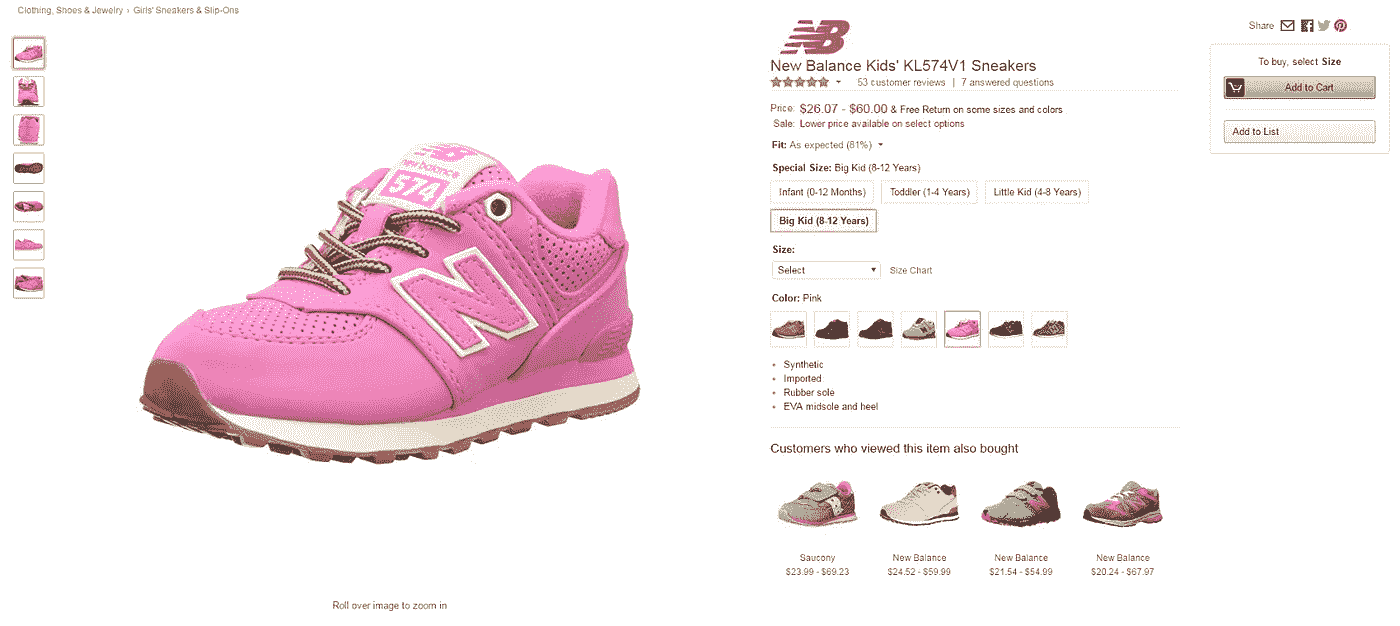 Clothing, Shoes & Jewelry › Girls' Sneakers & Slip-Ons
new balance
574
N
Roll over image to zoom in
NB
New Balance Kids' KL574V1 Sneakers
53 customer reviews | 7 answered questions
Price: $26.07 - $60.00 & Free Return on some sizes and colors
Sale: Lower price available on select options
Fit: As expected (81%)
Special Size: Big Kid (8-12 Years)
Infant (0-12 Months) Toddler (1-4 Years) Little Kid (4-8 Years)
Big Kid (8-12 Years)
Size:
Select Size Chart
Color: Pink
Synthetic
Imported
Rubber sole
EVA midsole and heel
Customers who viewed this item also bought
Saucony New Balance New Balance New Balance
$23.99 - $69.23 $24.52 - $59.99 $21.54 - $54.99 $20.24 - $67.97
Share
To buy, select Size
Add to Cart
Add to List